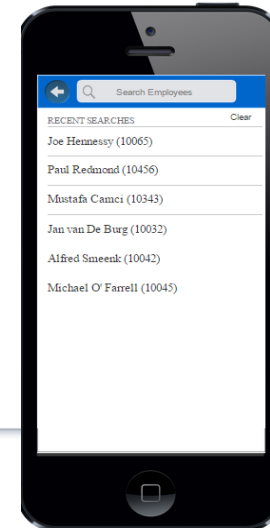 Search Employees
RECENT SEARCHES Clear
Joe Hennessy (10065)
Paul Redmond (10456)
Mustafa Camci (10343)
Jan van De Burg (10032)
Alfred Smeenk (10042)
Michael O' Farrell (10045)